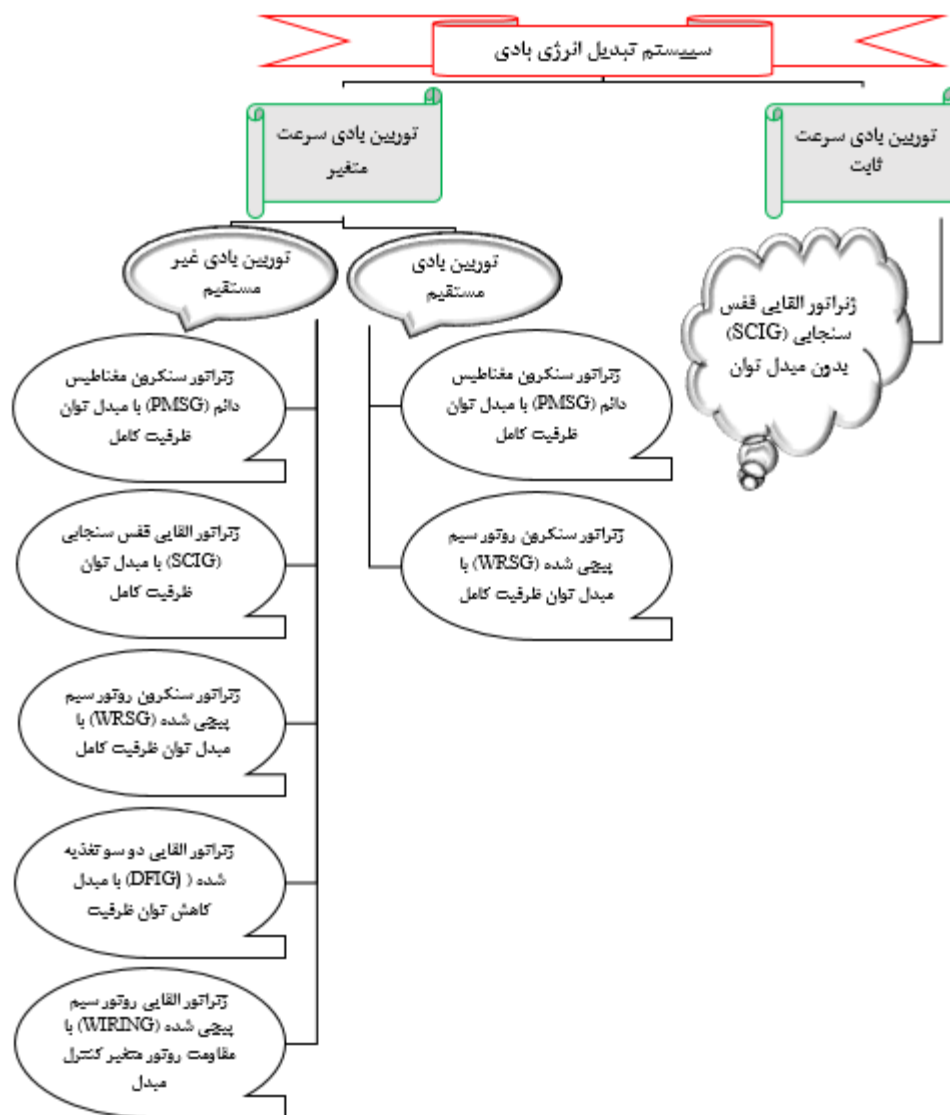 سییستم تبدیل انرژی بادی
توربین بادی سرعت
ثابت
توربین بادی سرعت
متغیر
ژنراتور القایی قفس
سنجابی (SCIG)
بدون مبدل توان
توربین بادی
مستقیم
توربین بادی غیر
مستقیم
ژنراتور سنکرون مغناطیس
دائم (PMSG) با مبدل توان
ظرفیت کامل
ژنراتور سنکرون روتور سیم
پیچی شده (WRSG) با
مبدل توان ظرفیت کامل
ژنراتور سنکرون مغناطیس
دائم (PMSG) با مبدل توان
ظرفیت کامل
ژنراتور القایی قفس سنجابی
(SCIG) با مبدل توان
ظرفیت کامل
ژنراتور سنکرون روتور سیم
پیچی شده (WRSG) با
مبدل توان ظرفیت کامل
ژنراتور القایی دو سو تغذیه
شده ( (DFIG) با مبدل
کاهش توان ظرفیت
ژنراتور القایی روتور سیم
پیچی شده (WIRING) با
مقاومت روتور متغیر کنترل
مبدل